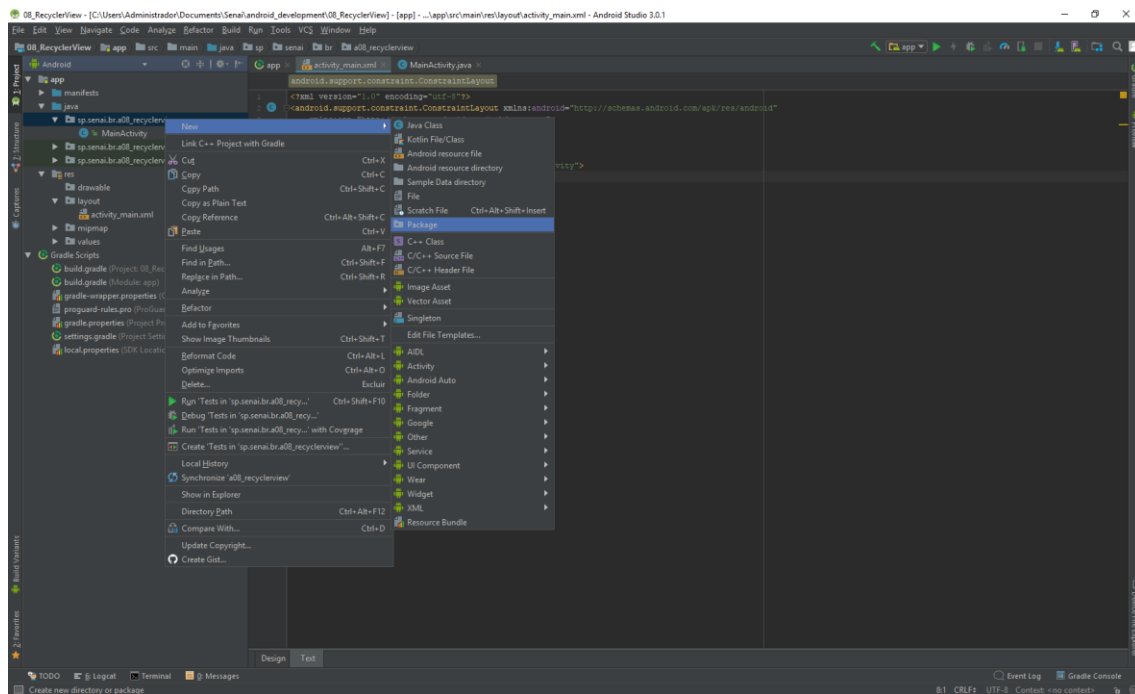 08_RecyclerView - [C:\Users\Administrador\Documents\Senai\android_development\08_RecyclerView] - [app] - ...\app\src\main\res\layout\activity_main.xml - Android Studio 3.0.1
File Edit View Navigate Code Analyze Refactor Build Run Tools VCS Window Help
08_RecyclerView app src main java sp senai br a08_recyclerview app
Android app activity_main.xml MainActivity.java
1: Project
app
android.support.constraint.ConstraintLayout
manifests
<?xml version="1.0" encoding="utf-8"?>
java
<android.support.constraint.ConstraintLayout xmlns:android="http://schemas.android.com/apk/res/android"
sp.senai.br.a08_recyclerv
MainActivity
sp.senai.br.a08_recyclerv
sp.senai.br.a08_recyclerv
ivity">
res
drawable
layout
activity_main.xml
mipmap
values
Gradle Scripts
build.gradle (Project: 08_Rec
build.gradle (Module: app)
gradle-wrapper.properties (G
proguard-rules.pro (ProGua
gradle.properties (Project Pr
settings.gradle (Project Setti
local.properties (SDK Locatio
Z: Structure
Captures
Build Variants
2: Favorites
New
Link C++ Project with Gradle
Cut Ctrl+X
Copy Ctrl+C
Copy Path Ctrl+Shift+C
Copy as Plain Text
Copy Reference Ctrl+Alt+Shift+C
Paste Ctrl+V
Find Usages Alt+F7
Find in Path... Ctrl+Shift+F
Replace in Path... Ctrl+Shift+R
Analyze
Refactor
Add to Favorites
Show Image Thumbnails Ctrl+Shift+T
Reformat Code Ctrl+Alt+L
Optimize Imports Ctrl+Alt+O
Delete... Excluir
Run 'Tests in 'sp.senai.br.a08_recy...' Ctrl+Shift+F10
Debug 'Tests in 'sp.senai.br.a08_recy...'
Run 'Tests in 'sp.senai.br.a08_recy...' with Coverage
Create 'Tests in 'sp.senai.br.a08_recyclerview''...
Local History
Synchronize 'a08_recyclerview'
Show in Explorer
Directory Path Ctrl+Alt+F12
Compare With... Ctrl+D
Update Copyright...
Create Gist...
Java Class
Kotlin File/Class
Android resource file
Android resource directory
Sample Data directory
File
Scratch File Ctrl+Alt+Shift+Insert
Package
C++ Class
C/C++ Source File
C/C++ Header File
Image Asset
Vector Asset
Singleton
Edit File Templates...
AIDL
Activity
Android Auto
Folder
Fragment
Google
Other
Service
UI Component
Wear
Widget
XML
Resource Bundle
Design Text
TODO 6: Logcat Terminal 0: Messages Event Log Gradle Console
Create new directory or package 8:1 CRLF÷ UTF-8 Context: <no context>